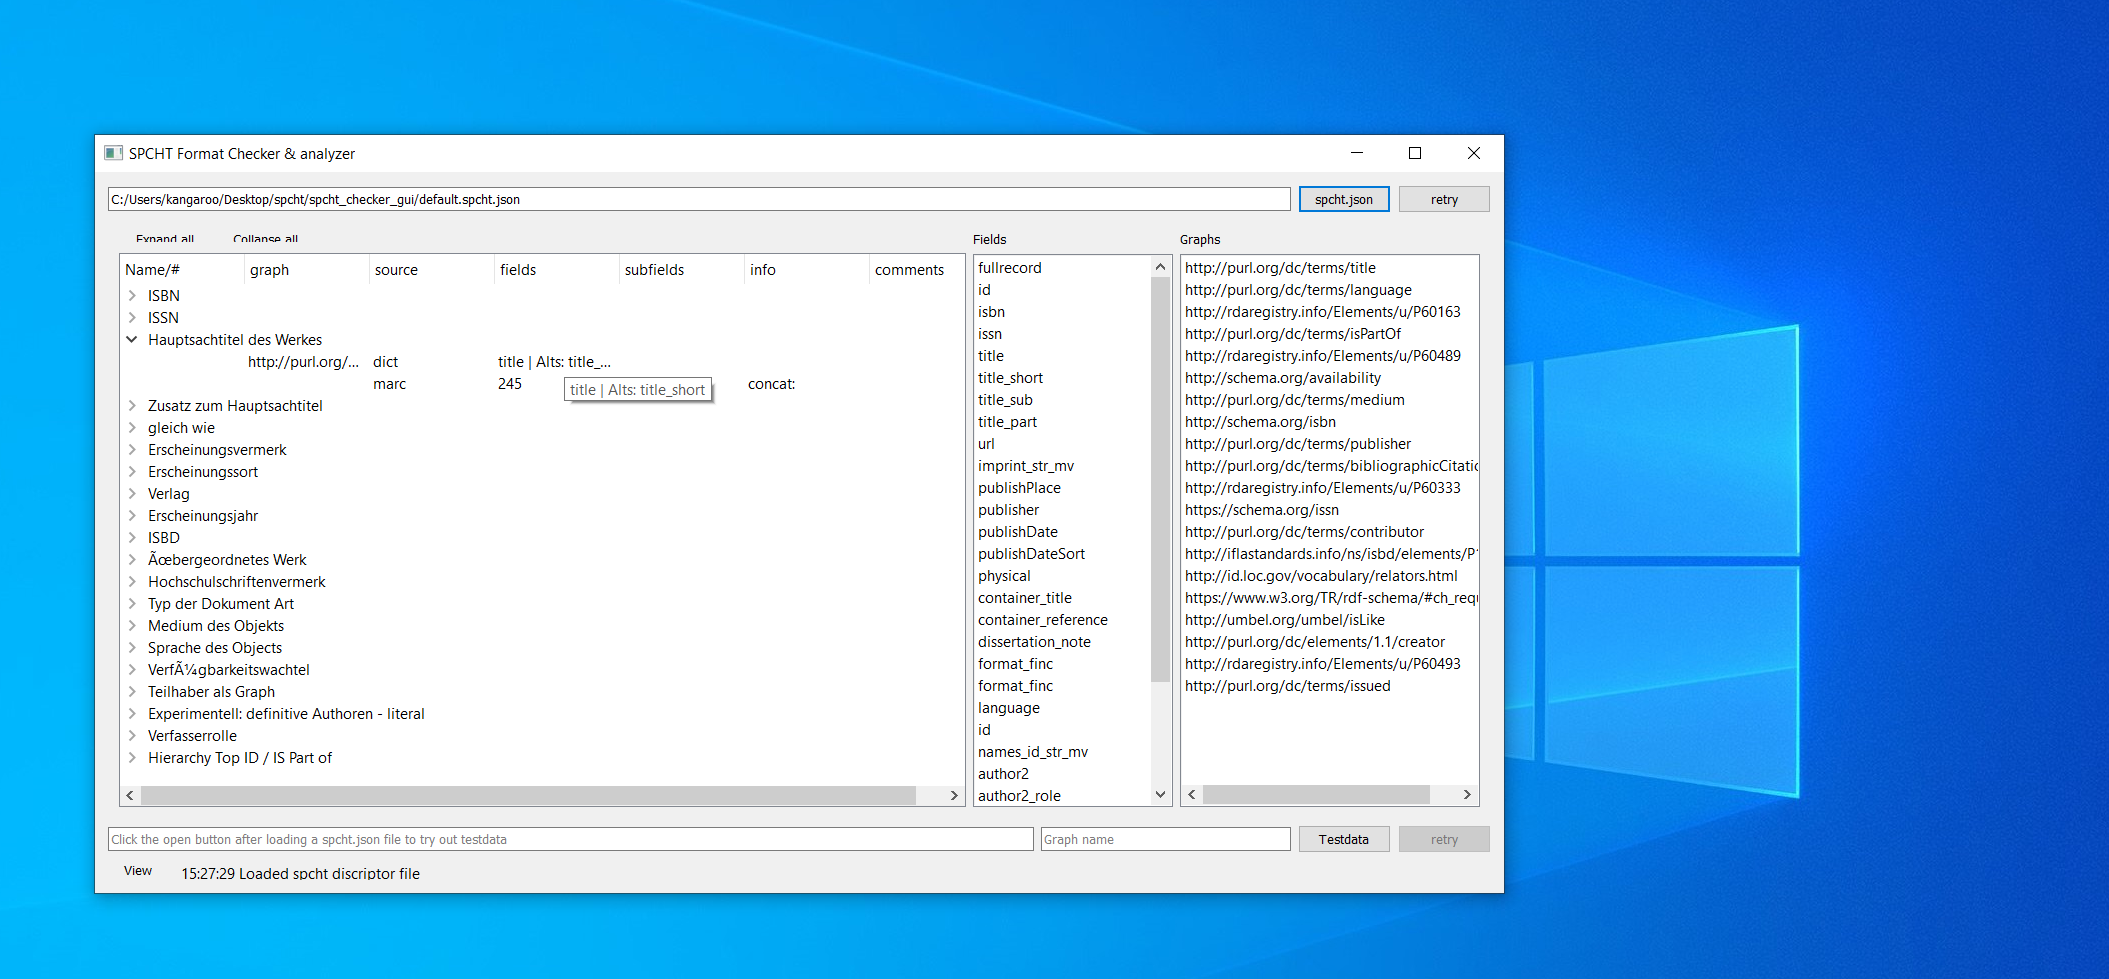 SPCHT Format Checker & analyzer
C:/Users/kangaroo/Desktop/spcht/spcht_checker_gui/default.spcht.json
spcht.json
retry
Expand all
Collapse all
Name/# graph source fields subfields info comments
ISBN
ISSN
Hauptsachtitel des Werkes
http://purl.org/... dict title | Alts: title_...
marc 245 concat:
title | Alts: title_short
Zusatz zum Hauptsachtitel
gleich wie
Erscheinungsvermerk
Erscheinungssort
Verlag
Erscheinungsjahr
ISBD
Ãœbergeordnetes Werk
Hochschulschriftenvermerk
Typ der Dokument Art
Medium des Objekts
Sprache des Objects
VerfÃ¼gbarkeitswachtel
Teilhaber als Graph
Experimentell: definitive Authoren - literal
Verfasserrolle
Hierarchy Top ID / IS Part of
Fields
fullrecord
id
isbn
issn
title
title_short
title_sub
title_part
url
imprint_str_mv
publishPlace
publisher
publishDate
publishDateSort
physical
container_title
container_reference
dissertation_note
format_finc
format_finc
language
id
names_id_str_mv
author2
author2_role
Graphs
http://purl.org/dc/terms/title
http://purl.org/dc/terms/language
http://rdaregistry.info/Elements/u/P60163
http://purl.org/dc/terms/isPartOf
http://rdaregistry.info/Elements/u/P60489
http://schema.org/availability
http://purl.org/dc/terms/medium
http://schema.org/isbn
http://purl.org/dc/terms/publisher
http://purl.org/dc/terms/bibliographicCitatic
http://rdaregistry.info/Elements/u/P60333
https://schema.org/issn
http://purl.org/dc/terms/contributor
http://iflastandards.info/ns/isbd/elements/P1
http://id.loc.gov/vocabulary/relators.html
https://www.w3.org/TR/rdf-schema/#ch_requ
http://umbel.org/umbel/isLike
http://purl.org/dc/elements/1.1/creator
http://rdaregistry.info/Elements/u/P60493
http://purl.org/dc/terms/issued
Click the open button after loading a spcht.json file to try out testdata
Graph name
Testdata
retry
View
15:27:29 Loaded spcht discriptor file